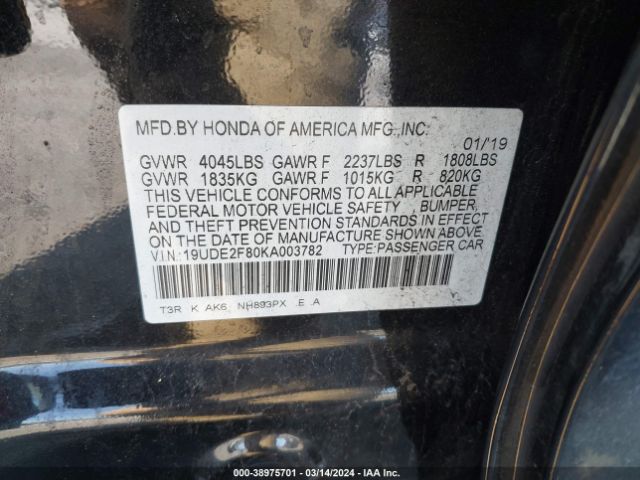 MFD.BY HONDA OF AMERICA MFG.,INC.
01/'19
GVWR 4045LBS GAWR F 2237LBS R 1808LBS
GVWR 1835KG GAWR F 1015KG R 820KG
THIS VEHICLE CONFORMS TO ALL APPLICABLE
FEDERAL MOTOR VEHICLE SAFETY , BUMPER,
AND THEFT PREVENTION STANDARDS IN EFFECT
ON THE DATE OF MANUFACTURE SHOWN ABOVE.
V.I.N:19UDE2F80KA003782 TYPE:PASSENGER CAR
T3R K AK6 NH893PX .E .A
000-38975701 — 03/14/2024 — IAA Inc.